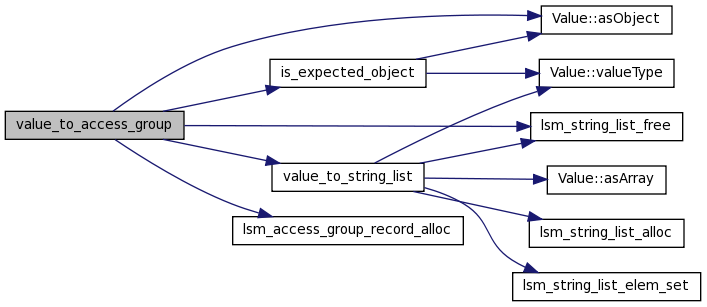 value_to_access_group
is_expected_object
value_to_string_list
lsm_access_group_record_alloc
Value::asObject
Value::valueType
lsm_string_list_free
Value::asArray
lsm_string_list_alloc
lsm_string_list_elem_set